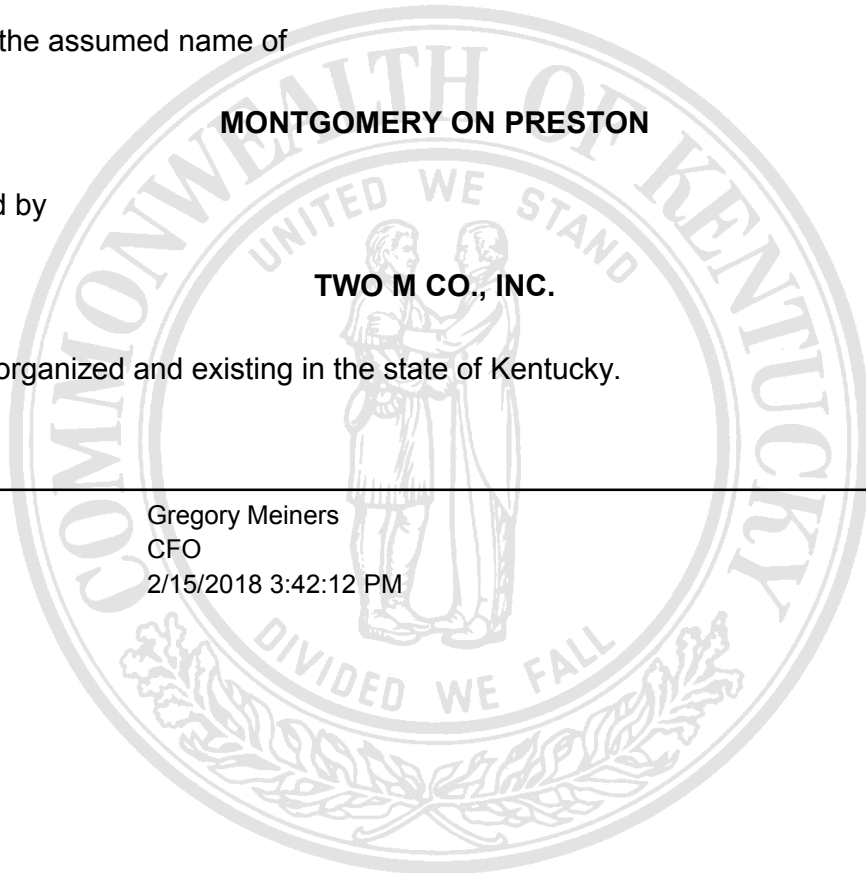 the assumed name of
MONTGOMERY ON PRESTON
d by
TWO M CO., INC.
organized and existing in the state of Kentucky.
Gregory Meiners
CFO
2/15/2018 3:42:12 PM
COMMONWEALTH OF KENTUCKY
UNITED WE STAND
DIVIDED WE FALL